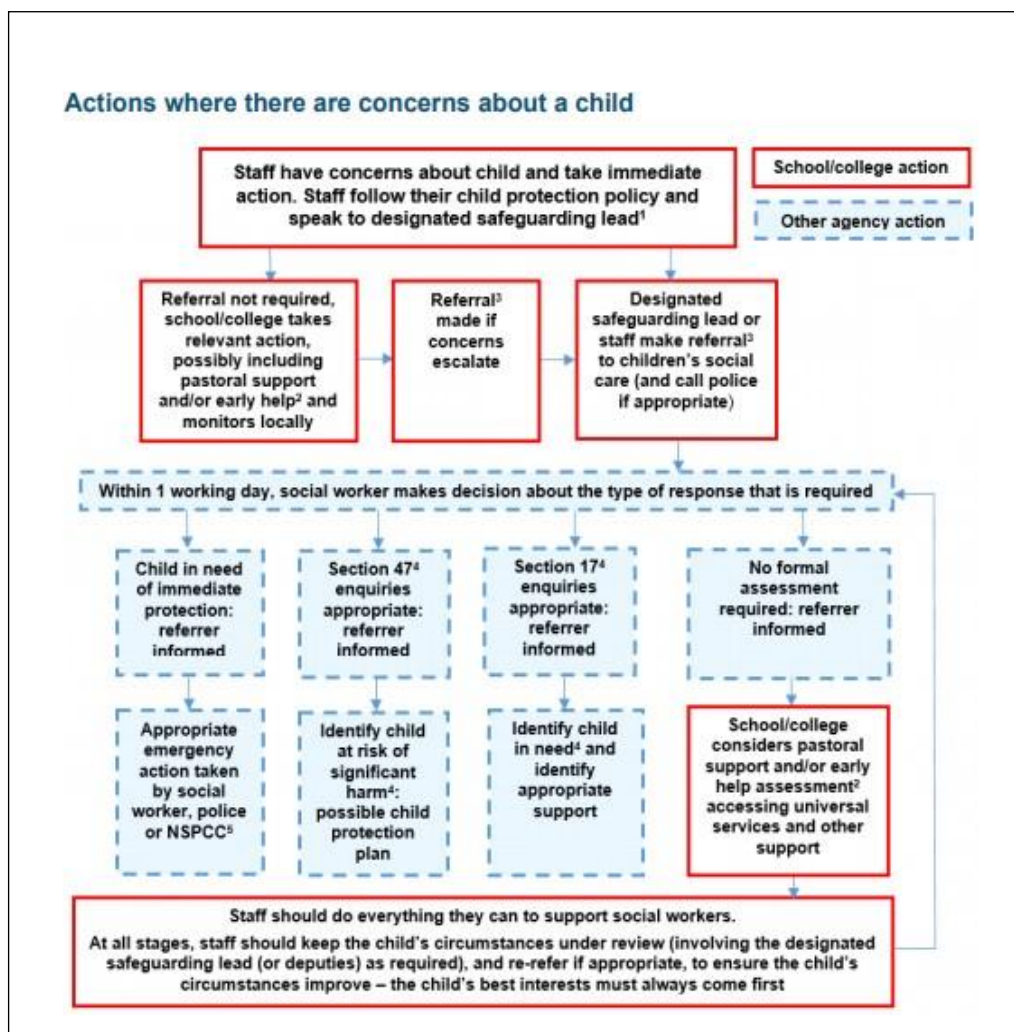 Actions where there are concerns about a child
Staff have concerns about child and take immediate
action. Staff follow their child protection policy and
speak to designated safeguarding lead¹
School/college action
Other agency action
Referral not required,
school/college takes
relevant action,
possibly including
pastoral support
and/or early help² and
monitors locally
Referral³
made if
concerns
escalate
Designated
safeguarding lead or
staff make referral³
to children's social
care (and call police
if appropriate)
Within 1 working day, social worker makes decision about the type of response that is required
Child in need
of immediate
protection:
referrer
informed
Section 47⁴
enquiries
appropriate:
referrer
informed
Section 17⁴
enquiries
appropriate:
referrer
informed
No formal
assessment
required: referrer
informed
Appropriate
emergency
action taken
by social
worker, police
or NSPCC⁵
Identify child
at risk of
significant
harm⁴:
possible child
protection
plan
Identify child
in need⁴ and
identify
appropriate
support
School/college
considers pastoral
support and/or early
help assessment²
accessing universal
services and other
support
Staff should do everything they can to support social workers.
At all stages, staff should keep the child's circumstances under review (involving the designated
safeguarding lead (or deputies) as required), and re-refer if appropriate, to ensure the child's
circumstances improve – the child's best interests must always come first